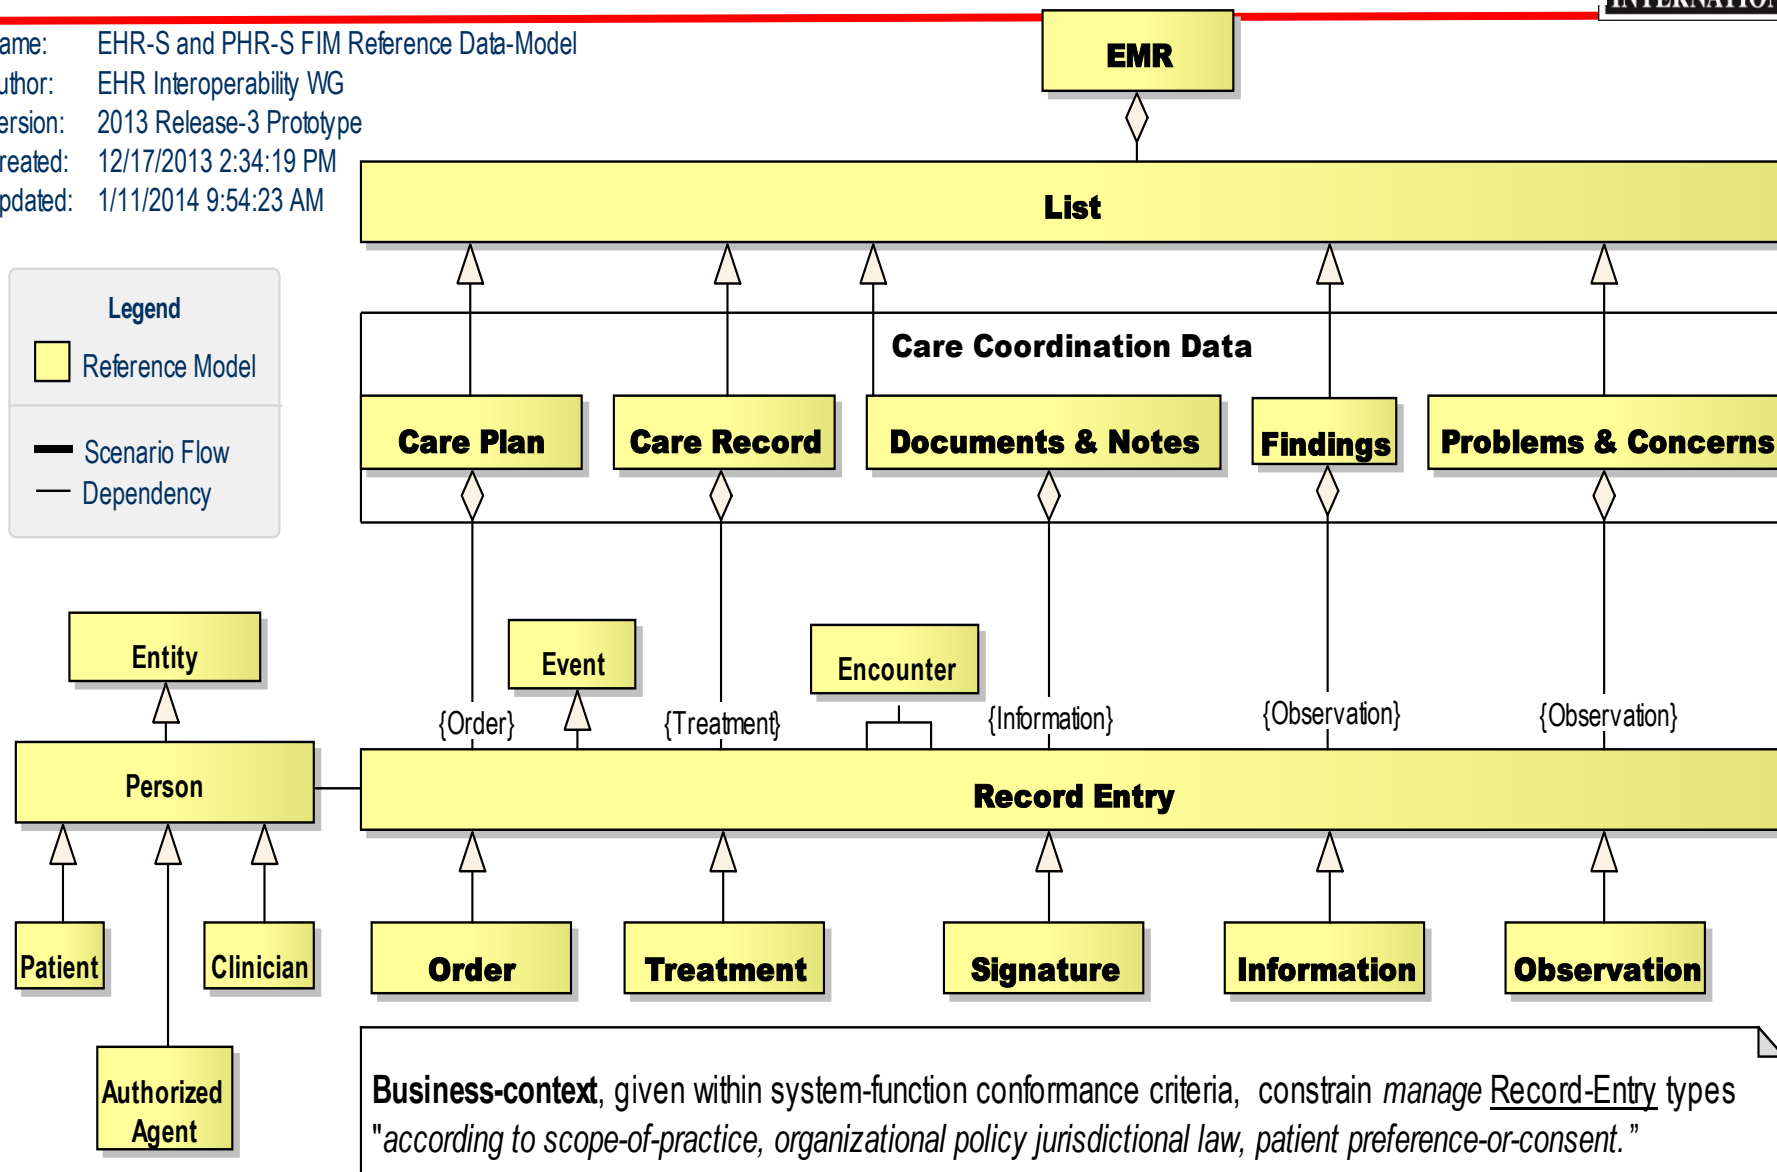 INTERNATION
ame: EHR-S and PHR-S FIM Reference Data-Model
uthor: EHR Interoperability WG
ersion: 2013 Release-3 Prototype
reated: 12/17/2013 2:34:19 PM
pdated: 1/11/2014 9:54:23 AM
EMR
List
Legend
Reference Model
Scenario Flow
Dependency
Care Coordination Data
Care Plan
Care Record
Documents & Notes
Findings
Problems & Concerns
Entity
Event
Encounter
{Order}
{Treatment}
{Information}
{Observation}
{Observation}
Person
Record Entry
Patient
Clinician
Order
Treatment
Signature
Information
Observation
Authorized
Agent
Business-context, given within system-function conformance criteria, constrain manage Record-Entry types
"according to scope-of-practice, organizational policy jurisdictional law, patient preference-or-consent. ”